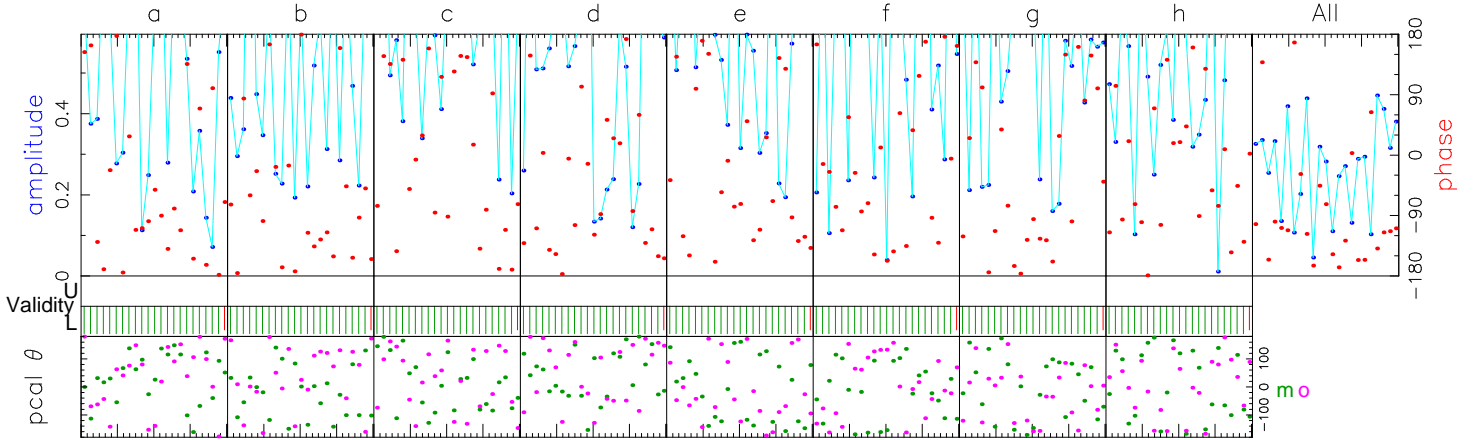 a b c d e f g h All
amplitude
0 0.2 0.4
phase
180 90 0 −90 −180
Validity
U
L
pcal θ
100 0 −100
m o